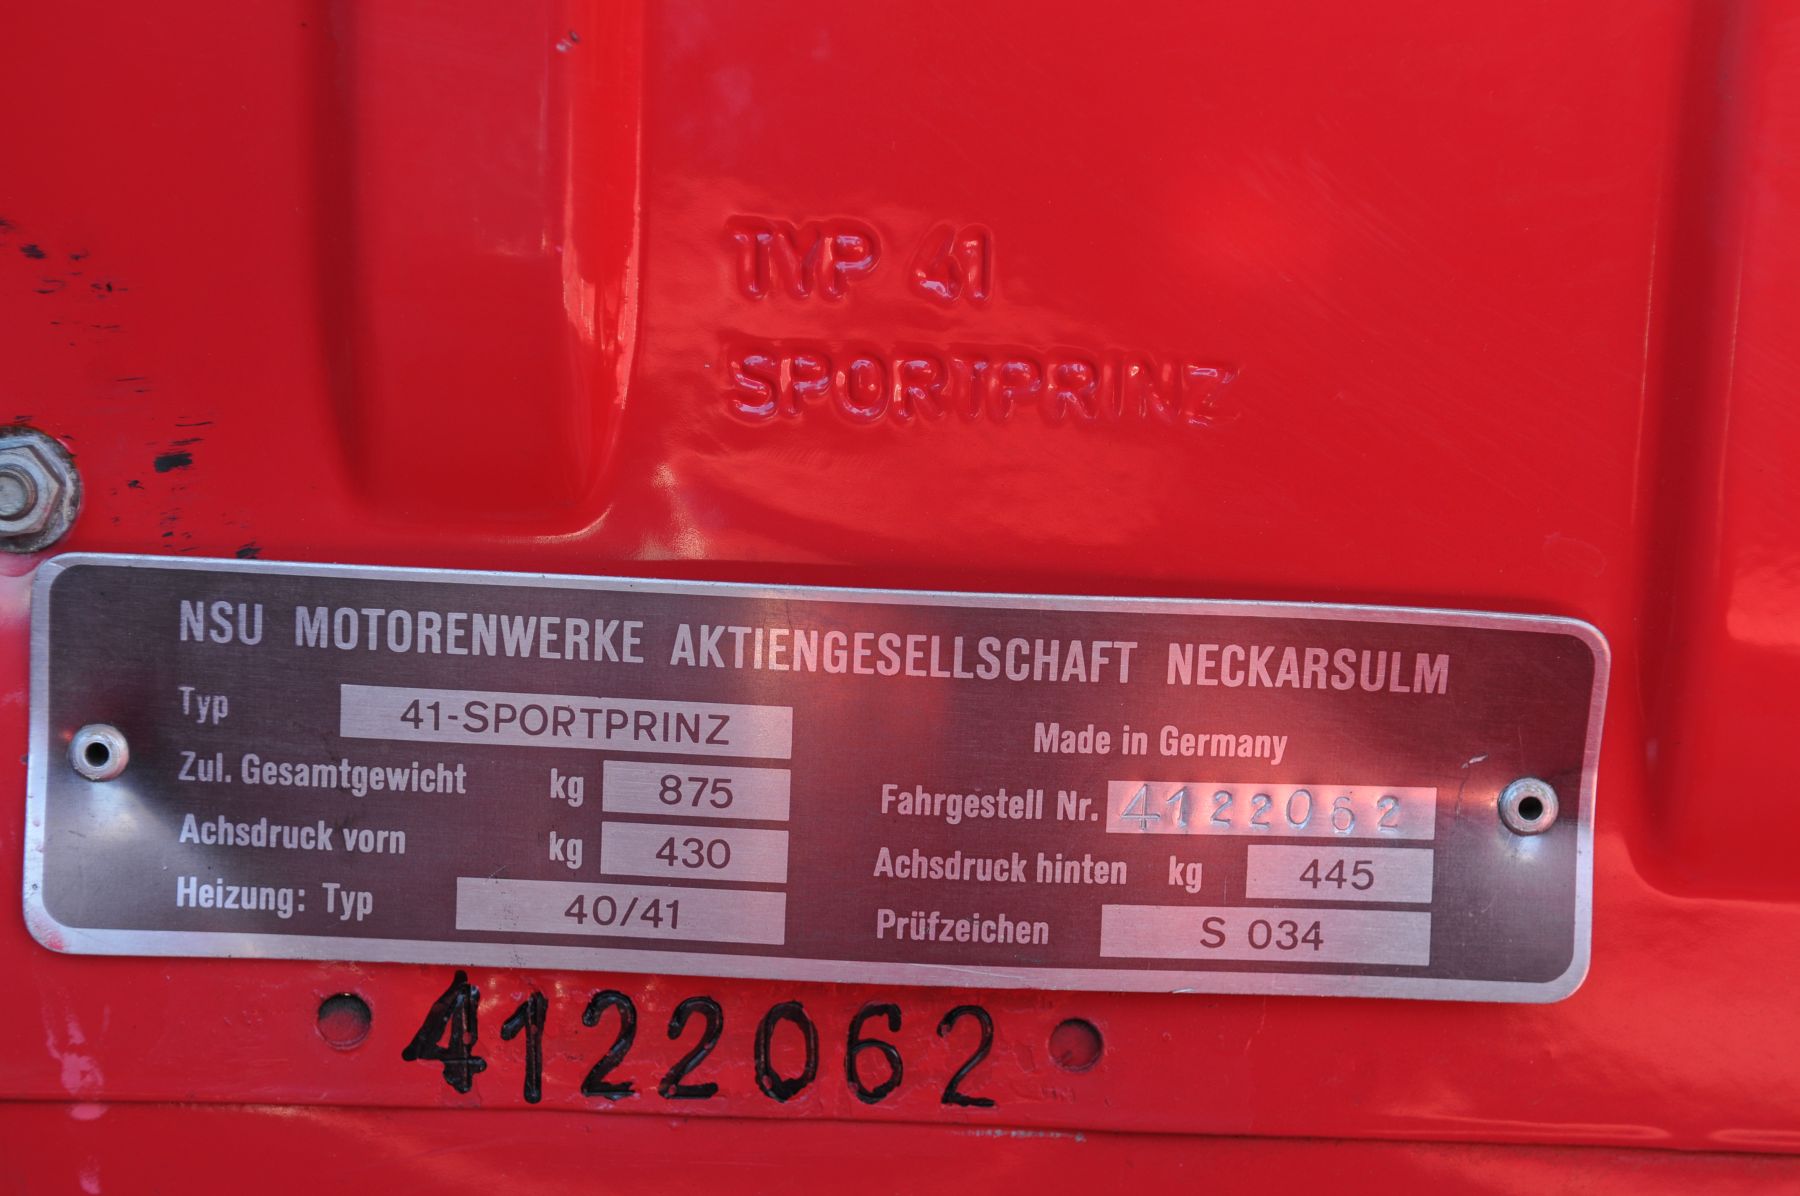 TYP 41
SPORTPRINZ
NSU MOTORENWERKE AKTIENGESELLSCHAFT NECKARSULM
Typ 41-SPORTPRINZ
Made in Germany
Zul. Gesamtgewicht kg 875
Fahrgestell Nr. 4122062
Achsdruck vorn kg 430
Achsdruck hinten kg 445
Heizung: Typ 40/41
Prüfzeichen S 034
4122062